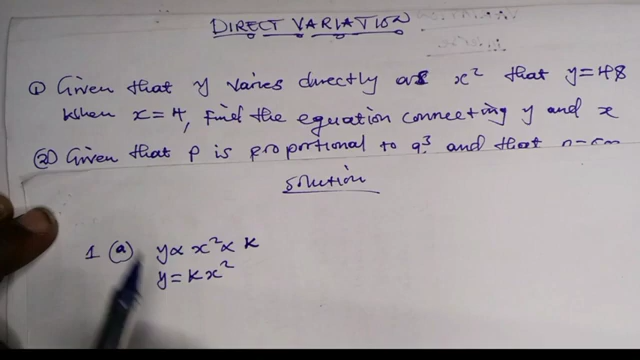 DIRECT VARIATION
① Given that y varies directly as x² that y=48
When x=4, find the equation connecting y and x
② Given that p is proportional to q³ and that
Solution
1 (a) y∝ x² ∝ k
y = kx²